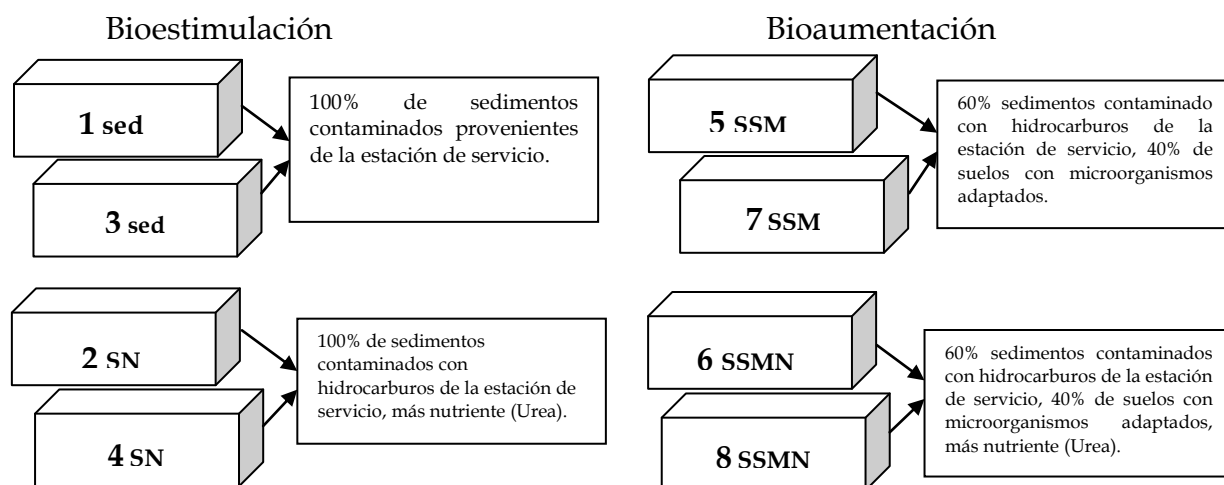 Bioestimulación
1 sed
3 sed
100% de sedimentos
contaminados provenientes
de la estación de servicio.
2 SN
4 SN
100% de sedimentos
contaminados con
hidrocarburos de la estación de
servicio, más nutriente (Urea).
Bioaumentación
5 SSM
7 SSM
60% sedimentos contaminado
con hidrocarburos de la
estación de servicio, 40% de
suelos con microorganismos
adaptados.
6 SSMN
8 SSMN
60% sedimentos contaminados
con hidrocarburos de la estación
de servicio, 40% de suelos con
microorganismos adaptados,
más nutriente (Urea).